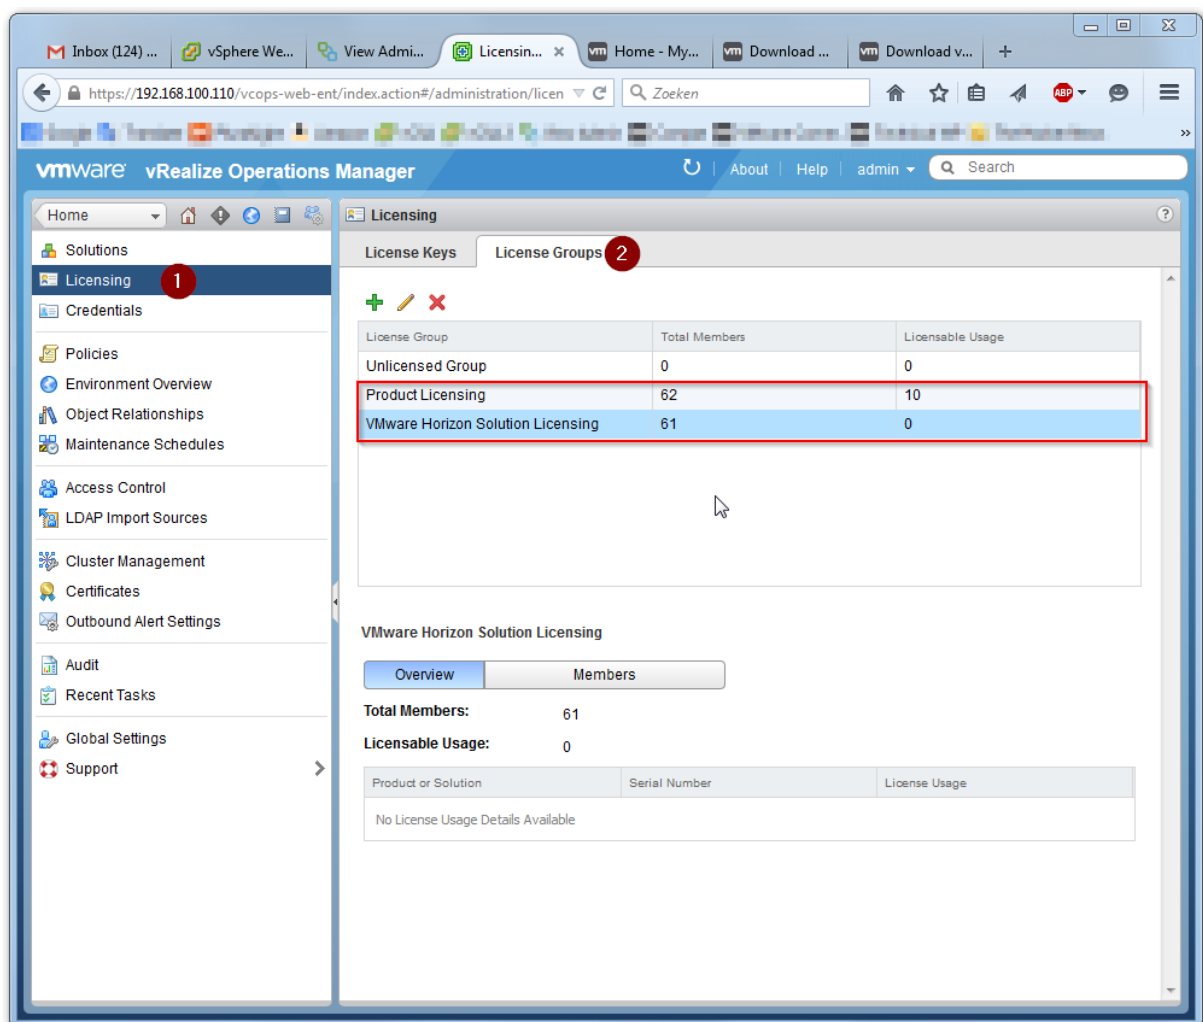 Inbox (124) ... vSphere We... View Admi... Licensin... Home - My... Download ... Download v...
https://192.168.100.110/vcops-web-ent/index.action#/administration/licen Zoeken ABP
vmware vRealize Operations Manager About Help admin Search
Home
Solutions
Licensing 1
Credentials
Policies
Environment Overview
Object Relationships
Maintenance Schedules
Access Control
LDAP Import Sources
Cluster Management
Certificates
Outbound Alert Settings
Audit
Recent Tasks
Global Settings
Support
Licensing ?
License Keys License Groups 2
License Group Total Members Licensable Usage
Unlicensed Group 0 0
Product Licensing 62 10
VMware Horizon Solution Licensing 61 0
VMware Horizon Solution Licensing
Overview Members
Total Members: 61
Licensable Usage: 0
Product or Solution Serial Number License Usage
No License Usage Details Available